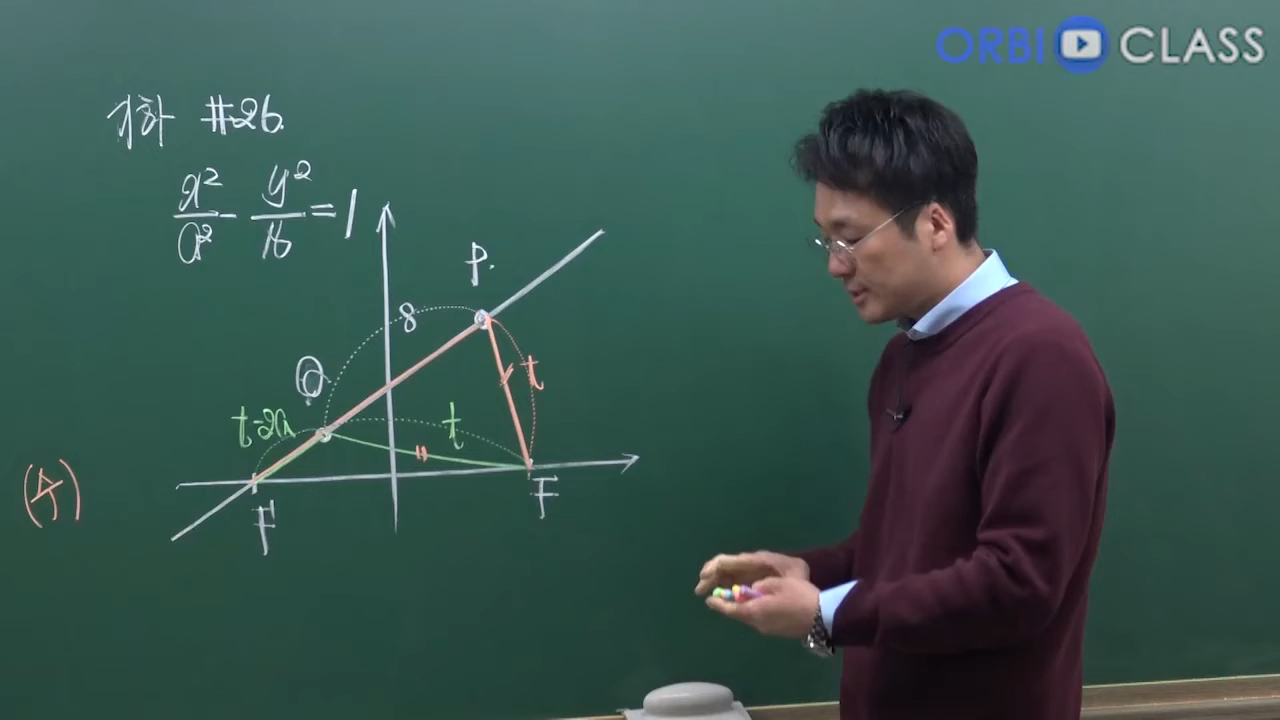 ORBI CLASS
기하 #26.
x²/a² - y²/16 = 1
P.
8
Q
t
t-2a
t
F'
F